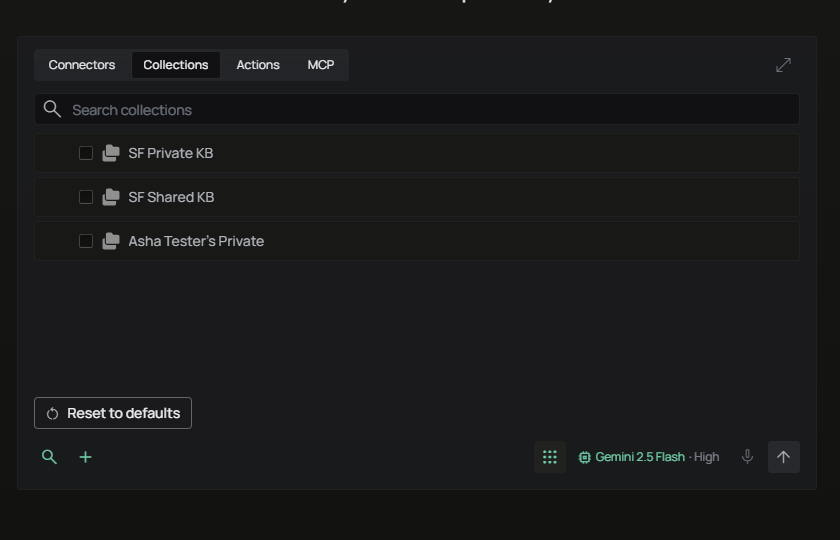 Connectors Collections Actions MCP
Search collections
SF Private KB
SF Shared KB
Asha Tester's Private
Reset to defaults
Gemini 2.5 Flash · High